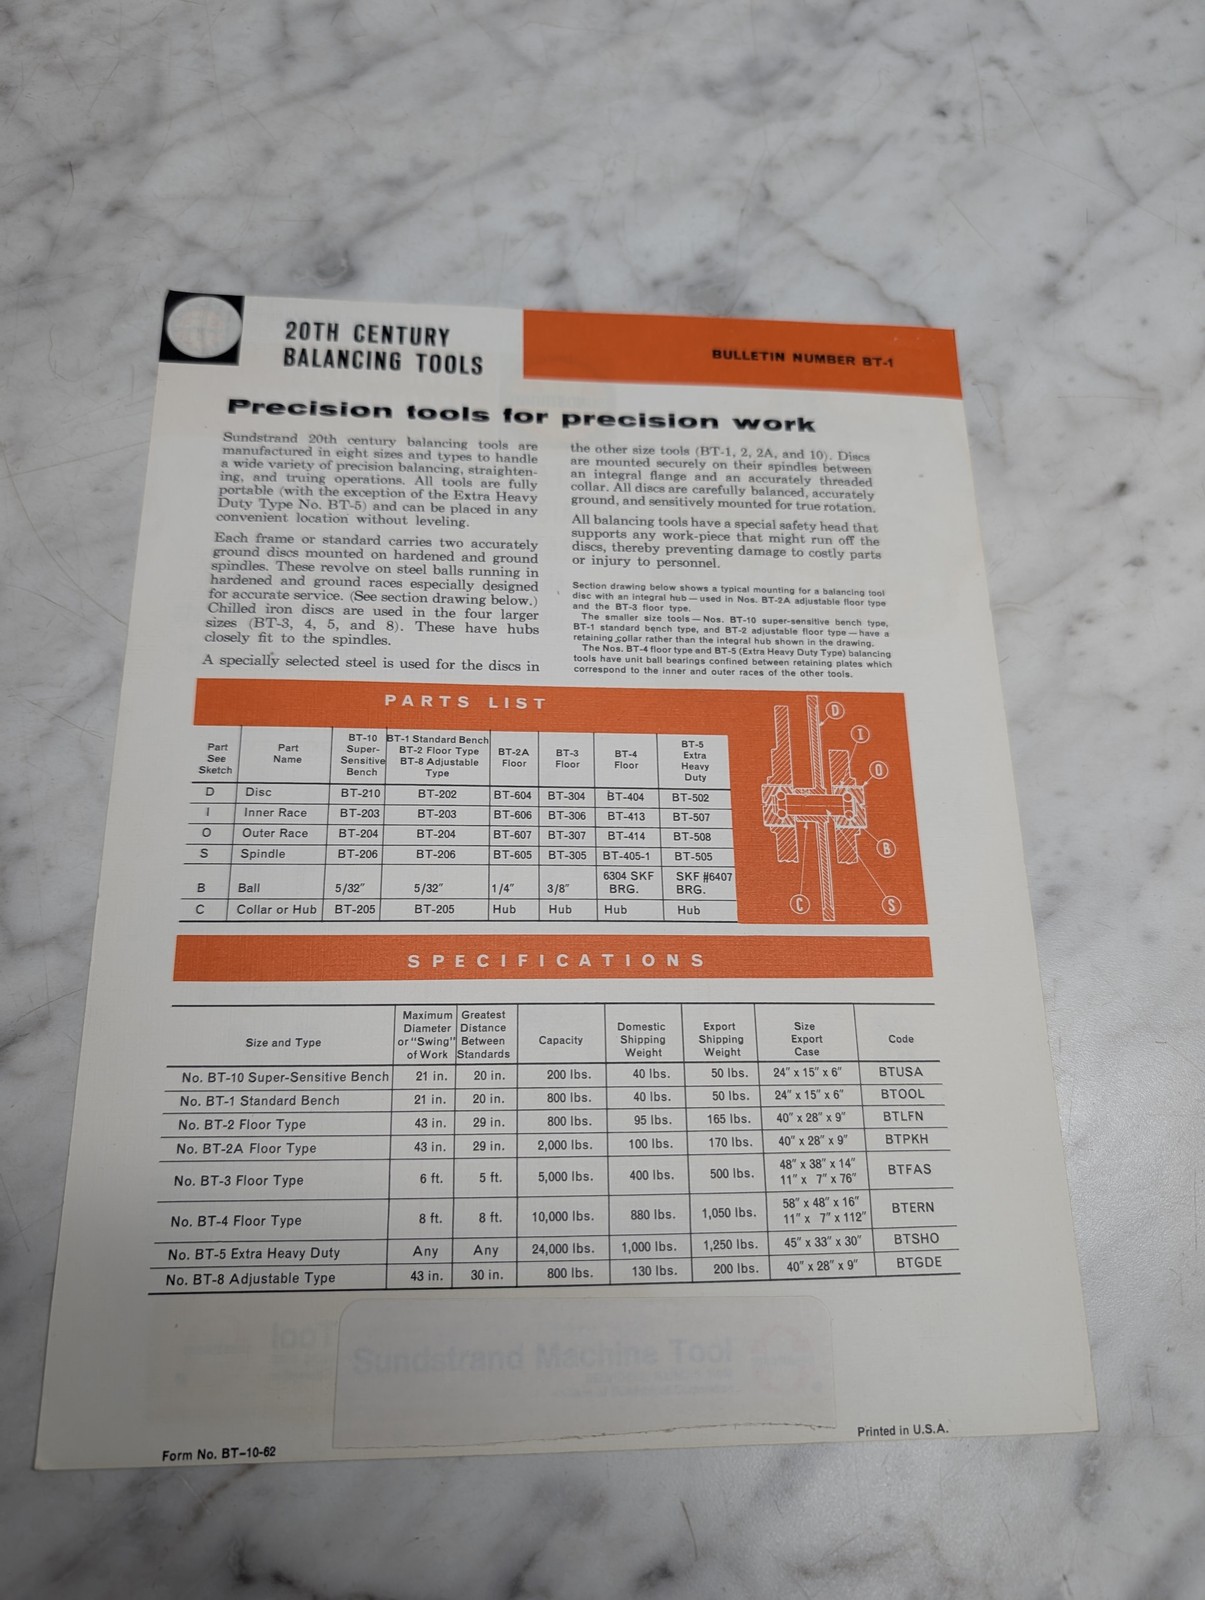 20TH CENTURY
BALANCING TOOLS
BULLETIN NUMBER BT-1
Precision tools for precision work
Sundstrand 20th century balancing tools are
manufactured in eight sizes and types to handle
a wide variety of precision balancing, straighten-
ing, and truing operations. All tools are fully
portable (with the exception of the Extra Heavy
Duty Type No. BT-5) and can be placed in any
convenient location without leveling.
Each frame or standard carries two accurately
ground discs mounted on hardened and ground
spindles. These revolve on steel balls running in
hardened and ground races especially designed
for accurate service. (See section drawing below.)
Chilled iron discs are used in the four larger
sizes (BT-3, 4, 5, and 8). These have hubs
closely fit to the spindles.
A specially selected steel is used for the discs in
the other size tools (BT-1, 2, 2A, and 10). Discs
are mounted securely on their spindles between
an integral flange and an accurately threaded
collar. All discs are carefully balanced, accurately
ground, and sensitively mounted for true rotation.
All balancing tools have a special safety head that
supports any work-piece that might run off the
discs, thereby preventing damage to costly parts
or injury to personnel.
Section drawing below shows a typical mounting for a balancing tool
disc with an integral hub — used in Nos. BT-2A adjustable floor type
and the BT-3 floor type.
The smaller size tools — Nos. BT-10 super-sensitive bench type,
BT-1 standard bench type, and BT-2 adjustable floor type — have a
retaining collar rather than the integral hub shown in the drawing.
The Nos. BT-4 floor type and BT-5 (Extra Heavy Duty Type) balancing
tools have unit ball bearings confined between retaining plates which
correspond to the inner and outer races of the other tools.
PARTS LIST
Part See Sketch Part Name BT-10 Super-Sensitive Bench BT-1 Standard Bench BT-2 Floor Type BT-8 Adjustable Type BT-2A Floor BT-3 Floor BT-4 Floor BT-5 Extra Heavy Duty
D Disc BT-210 BT-202 BT-604 BT-304 BT-404 BT-502
I Inner Race BT-203 BT-203 BT-606 BT-306 BT-413 BT-507
O Outer Race BT-204 BT-204 BT-607 BT-307 BT-414 BT-508
S Spindle BT-206 BT-206 BT-605 BT-305 BT-405-1 BT-505
B Ball 5/32" 5/32" 1/4" 3/8" 6304 SKF BRG. SKF #6407 BRG.
C Collar or Hub BT-205 BT-205 Hub Hub Hub Hub
D
I
O
B
C
S
SPECIFICATIONS
Size and Type Maximum Diameter or "Swing" of Work Greatest Distance Between Standards Capacity Domestic Shipping Weight Export Shipping Weight Size Export Case Code
No. BT-10 Super-Sensitive Bench 21 in. 20 in. 200 lbs. 40 lbs. 50 lbs. 24" x 15" x 6" BTUSA
No. BT-1 Standard Bench 21 in. 20 in. 800 lbs. 40 lbs. 50 lbs. 24" x 15" x 6" BTOOL
No. BT-2 Floor Type 43 in. 29 in. 800 lbs. 95 lbs. 165 lbs. 40" x 28" x 9" BTLFN
No. BT-2A Floor Type 43 in. 29 in. 2,000 lbs. 100 lbs. 170 lbs. 40" x 28" x 9" BTPKH
No. BT-3 Floor Type 6 ft. 5 ft. 5,000 lbs. 400 lbs. 500 lbs. 48" x 38" x 14" 11" x 7" x 76" BTFAS
No. BT-4 Floor Type 8 ft. 8 ft. 10,000 lbs. 880 lbs. 1,050 lbs. 58" x 48" x 16" 11" x 7" x 112" BTERN
No. BT-5 Extra Heavy Duty Any Any 24,000 lbs. 1,000 lbs. 1,250 lbs. 45" x 33" x 30" BTSHO
No. BT-8 Adjustable Type 43 in. 30 in. 800 lbs. 130 lbs. 200 lbs. 40" x 28" x 9" BTGDE
Sundstrand Machine Tool
Form No. BT-10-62
Printed in U.S.A.